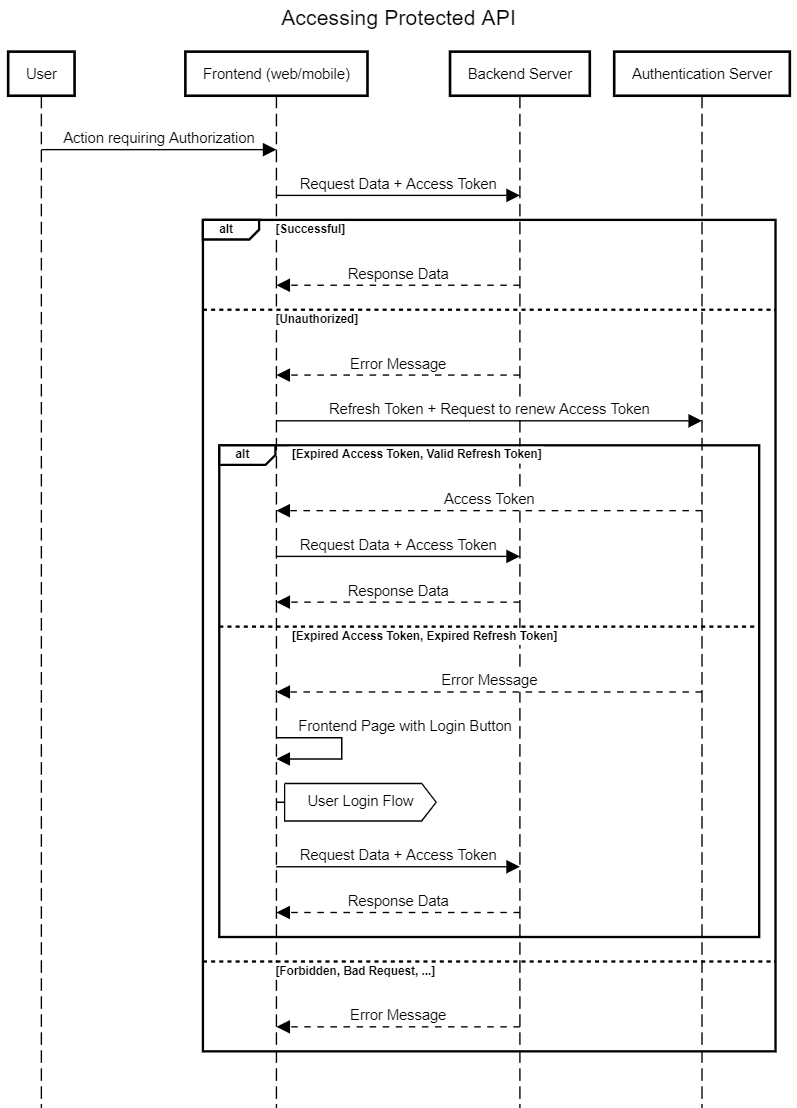 Accessing Protected API
User
Frontend (web/mobile)
Backend Server
Authentication Server
Action requiring Authorization
Request Data + Access Token
alt
[Successful]
Response Data
[Unauthorized]
Error Message
Refresh Token + Request to renew Access Token
alt
[Expired Access Token, Valid Refresh Token]
Access Token
Request Data + Access Token
Response Data
[Expired Access Token, Expired Refresh Token]
Error Message
Frontend Page with Login Button
User Login Flow
Request Data + Access Token
Response Data
[Forbidden, Bad Request, ...]
Error Message